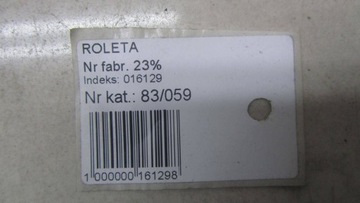 ROLETA
Nr fabr. 23%
Indeks: 016129
Nr kat.: 83/059
1 000000 161298